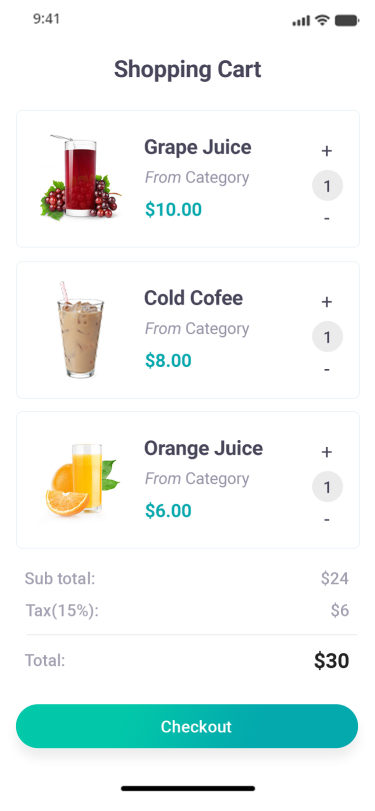 9:41
Shopping Cart
Grape Juice
From Category
$10.00
+
1
-
Cold Cofee
From Category
$8.00
+
1
-
Orange Juice
From Category
$6.00
+
1
-
Sub total: $24
Tax(15%): $6
Total: $30
Checkout